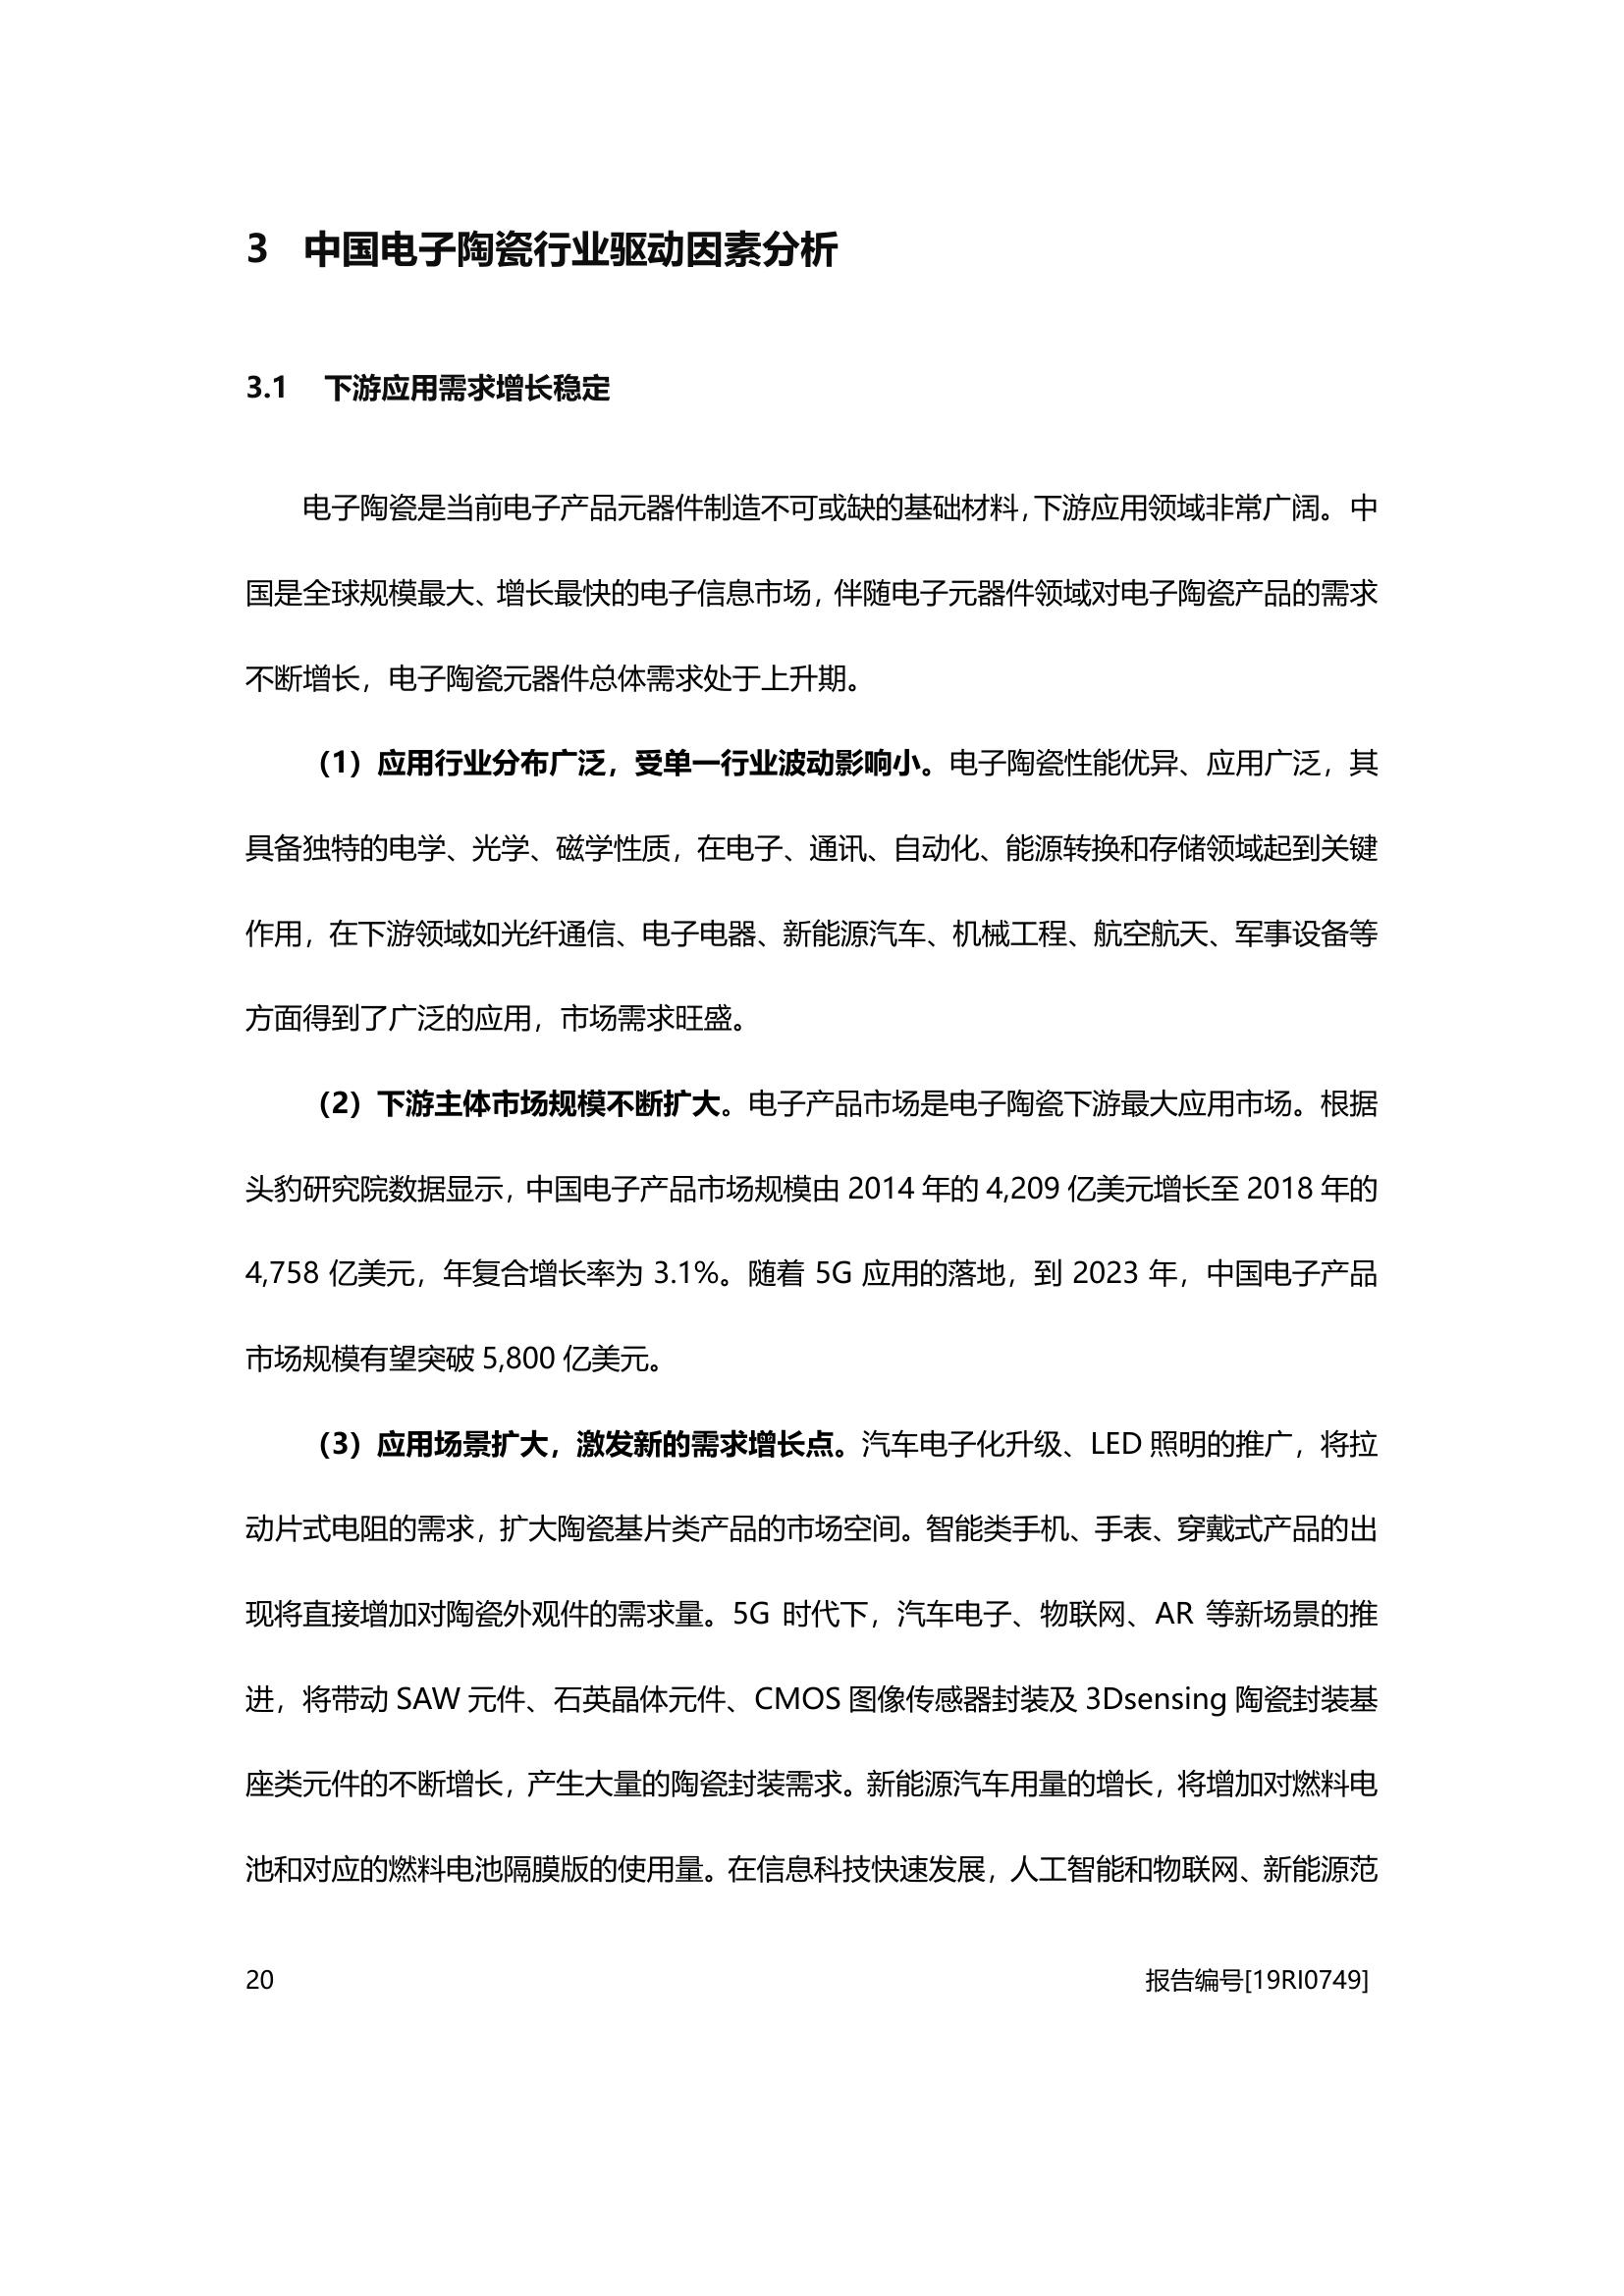 3 中国电子陶瓷行业驱动因素分析
3.1 下游应用需求增长稳定
电子陶瓷是当前电子产品元器件制造不可或缺的基础材料，下游应用领域非常广阔。中
国是全球规模最大、增长最快的电子信息市场，伴随电子元器件领域对电子陶瓷产品的需求
不断增长，电子陶瓷元器件总体需求处于上升期。
（1）应用行业分布广泛，受单一行业波动影响小。电子陶瓷性能优异、应用广泛，其
具备独特的电学、光学、磁学性质，在电子、通讯、自动化、能源转换和存储领域起到关键
作用，在下游领域如光纤通信、电子电器、新能源汽车、机械工程、航空航天、军事设备等
方面得到了广泛的应用，市场需求旺盛。
（2）下游主体市场规模不断扩大。电子产品市场是电子陶瓷下游最大应用市场。根据
头豹研究院数据显示，中国电子产品市场规模由 2014 年的 4,209 亿美元增长至 2018 年的
4,758 亿美元，年复合增长率为 3.1%。随着 5G 应用的落地，到 2023 年，中国电子产品
市场规模有望突破 5,800 亿美元。
（3）应用场景扩大，激发新的需求增长点。汽车电子化升级、LED 照明的推广，将拉
动片式电阻的需求，扩大陶瓷基片类产品的市场空间。智能类手机、手表、穿戴式产品的出
现将直接增加对陶瓷外观件的需求量。5G 时代下，汽车电子、物联网、AR 等新场景的推
进，将带动 SAW 元件、石英晶体元件、CMOS 图像传感器封装及 3Dsensing 陶瓷封装基
座类元件的不断增长，产生大量的陶瓷封装需求。新能源汽车用量的增长，将增加对燃料电
池和对应的燃料电池隔膜版的使用量。在信息科技快速发展，人工智能和物联网、新能源范
20 报告编号[19RI0749]